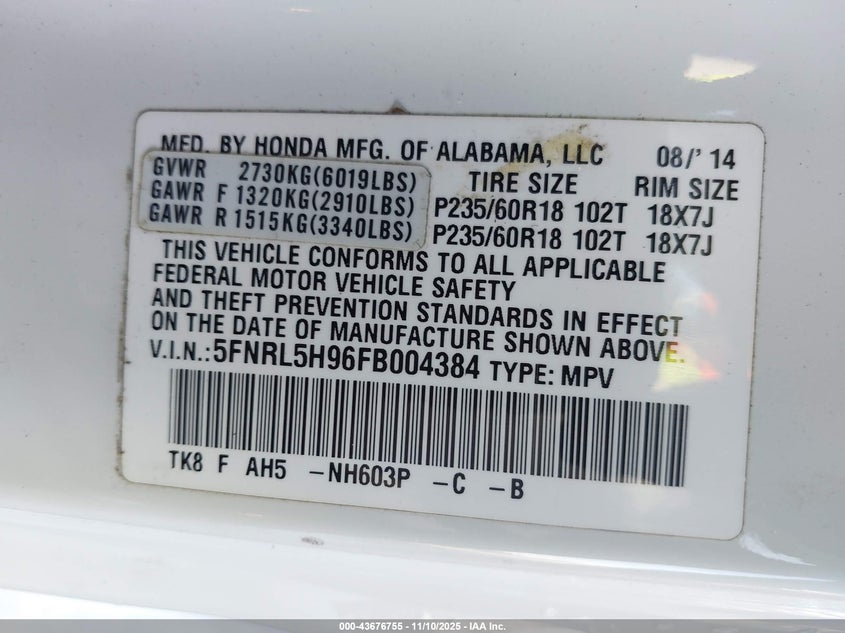 MFD. BY HONDA MFG. OF ALABAMA, LLC 08/'14
GVWR 2730KG(6019LBS) TIRE SIZE RIM SIZE
GAWR F 1320KG(2910LBS) P235/60R18 102T 18X7J
GAWR R 1515KG(3340LBS) P235/60R18 102T 18X7J
THIS VEHICLE CONFORMS TO ALL APPLICABLE
FEDERAL MOTOR VEHICLE SAFETY
AND THEFT PREVENTION STANDARDS IN EFFECT
ON THE DATE OF MANUFACTURE SHOWN ABOVE.
V.I.N.:5FNRL5H96FB004384 TYPE: MPV
TK8 F AH5 -NH603P -C -B
000-43676755 - 11/10/2025 - IAA Inc.